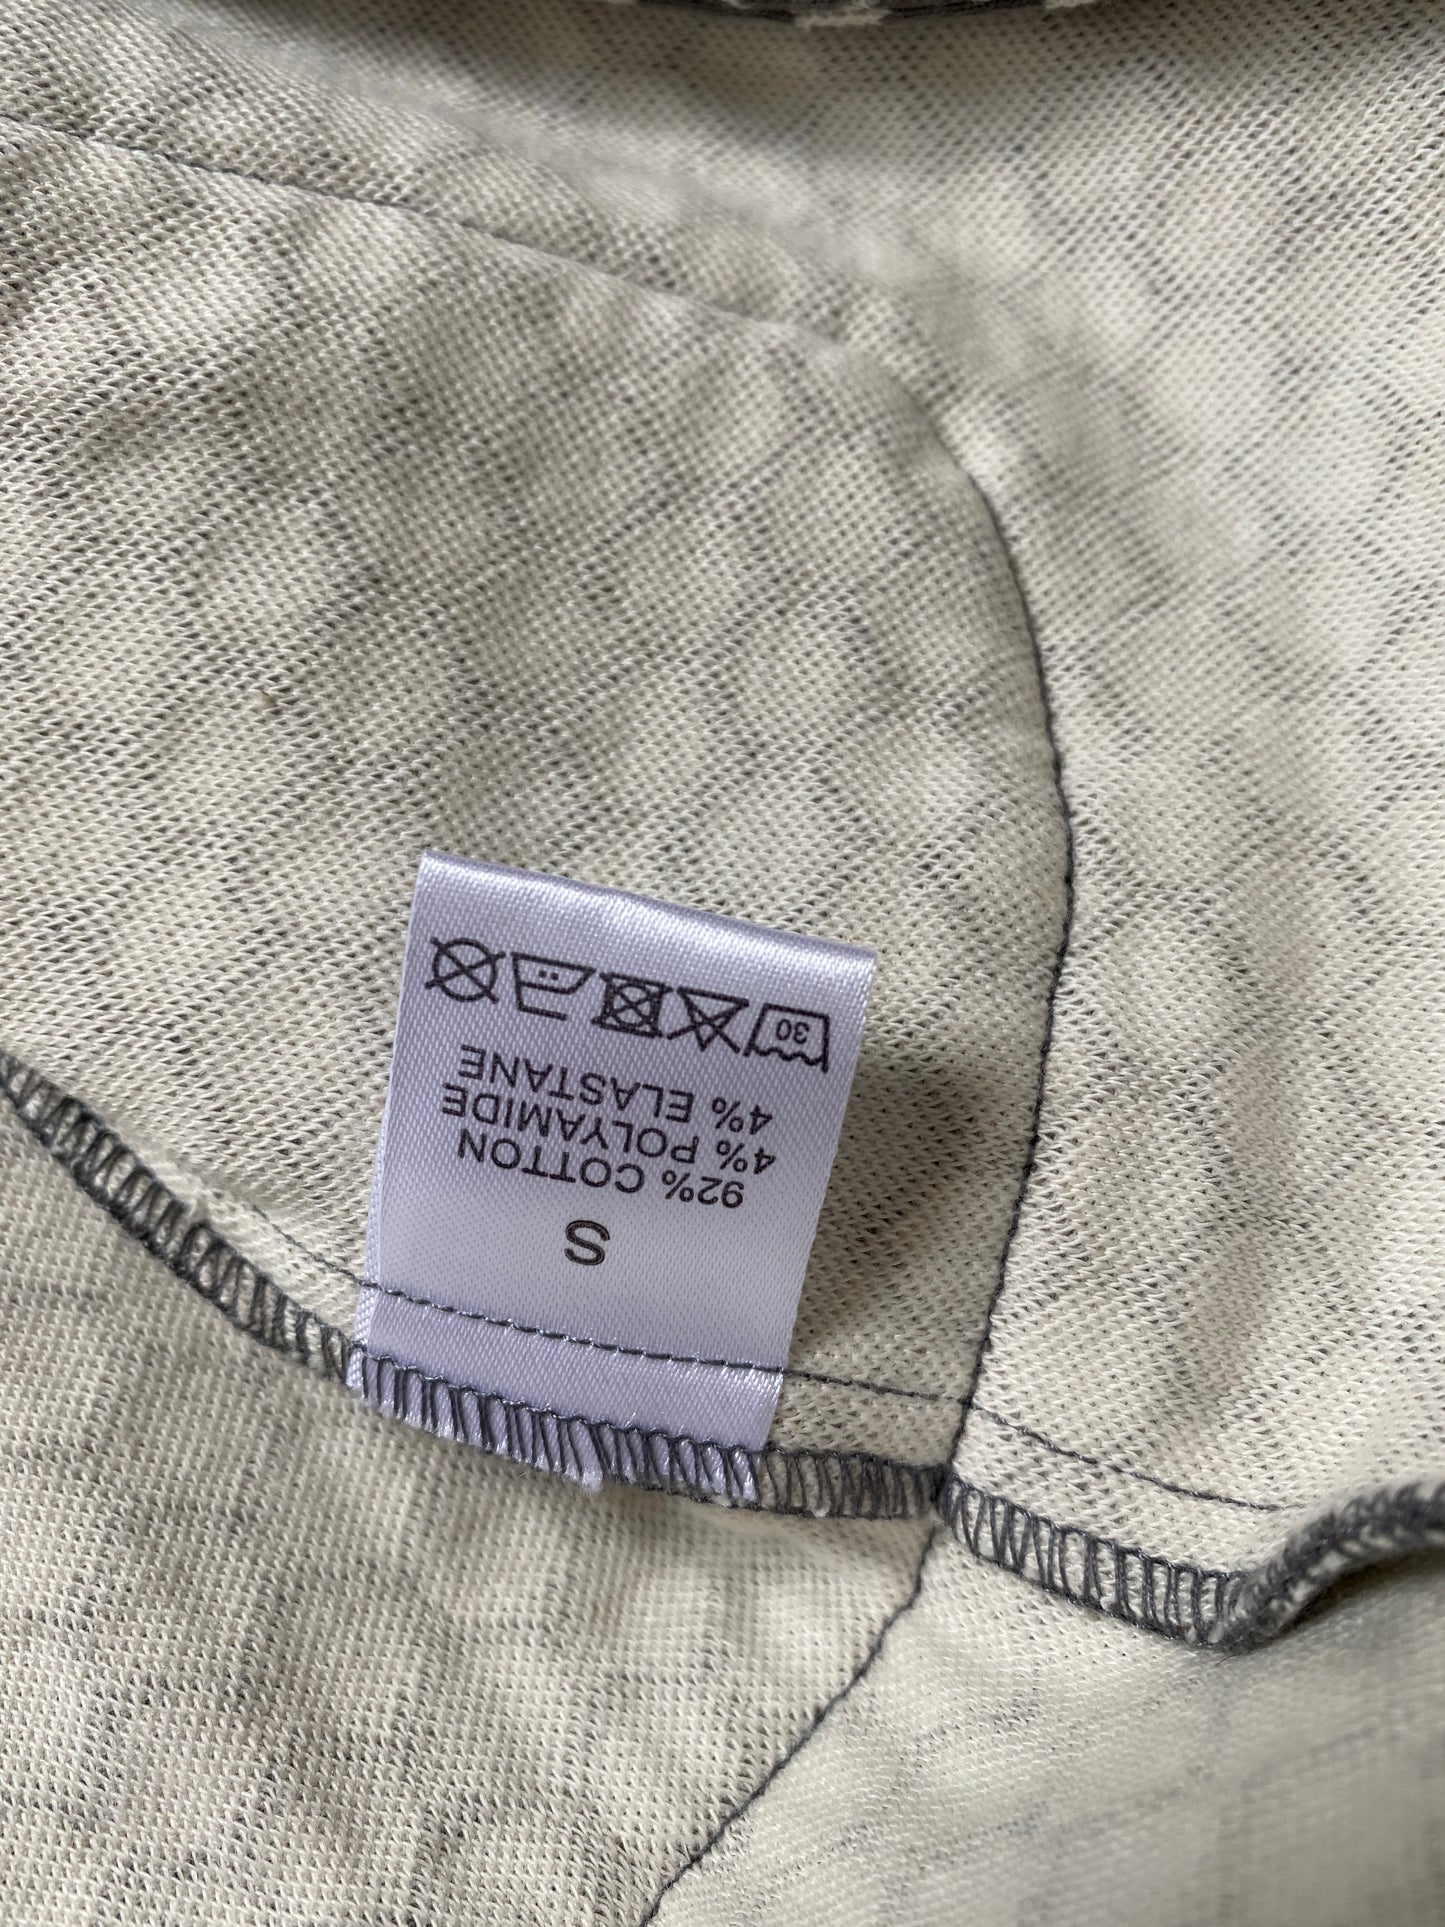 S
92% COTTON
4% POLYAMIDE
4% ELASTANE
30